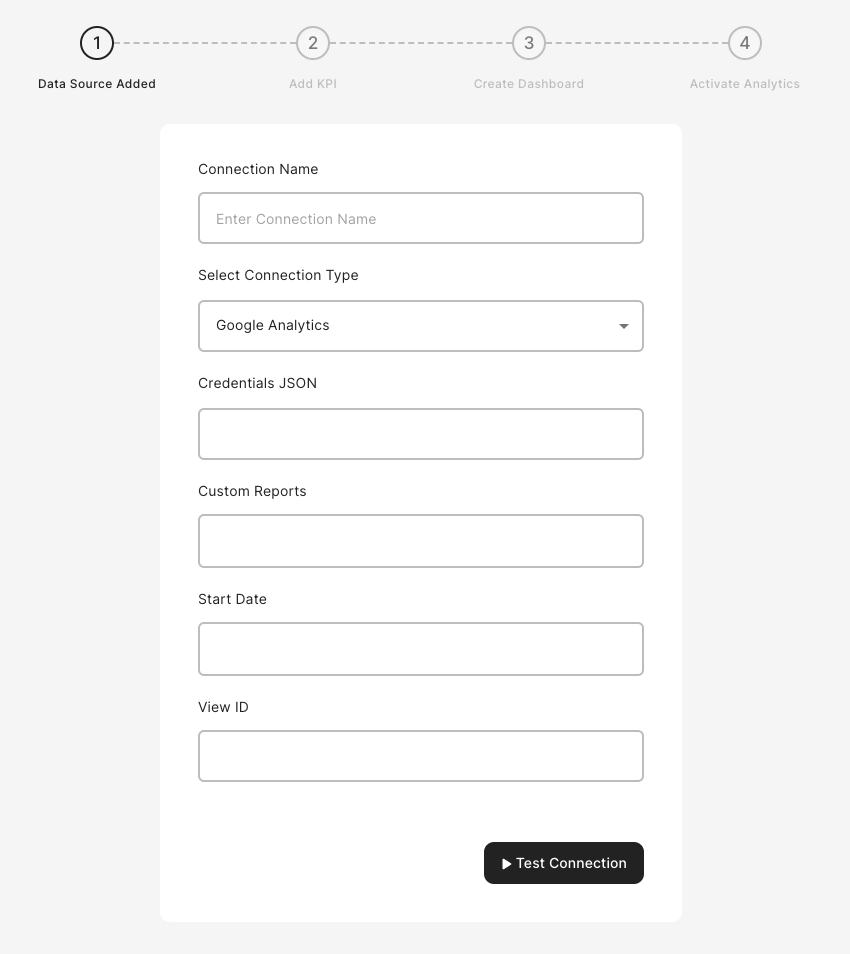 1 2 3 4
Data Source Added Add KPI Create Dashboard Activate Analytics
Connection Name
Enter Connection Name
Select Connection Type
Google Analytics
Credentials JSON
Custom Reports
Start Date
View ID
Test Connection